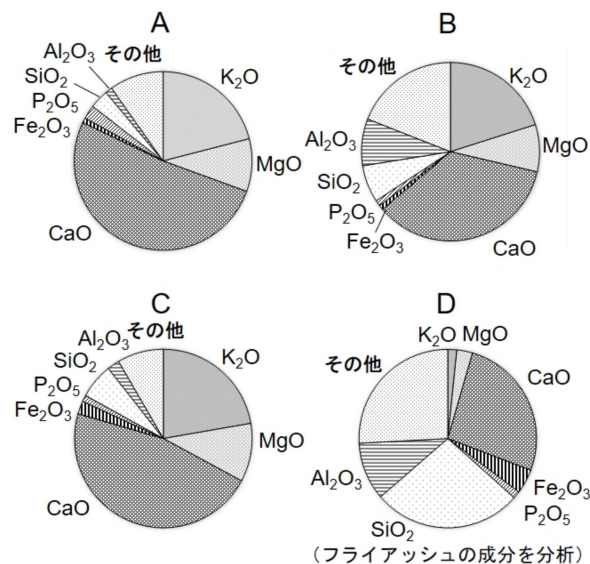 A
Al₂O₃ その他
SiO₂
P₂O₅
Fe₂O₃
K₂O
MgO
CaO
B
その他
K₂O
Al₂O₃
MgO
SiO₂
P₂O₅
Fe₂O₃
CaO
C
Al₂O₃ その他
SiO₂
P₂O₅
Fe₂O₃
K₂O
MgO
CaO
D
K₂O MgO
その他
CaO
Al₂O₃
Fe₂O₃
P₂O₅
SiO₂
(フライアッシュの成分を分析)